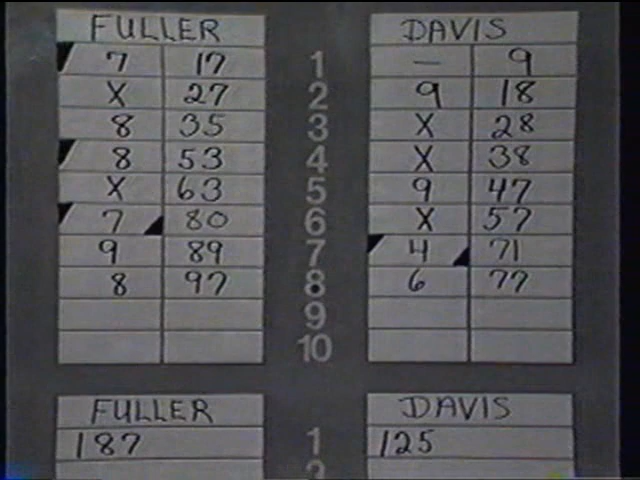 FULLER DAVIS
7 17 1 — 9
X 27 2 9 18
8 35 3 X 28
8 53 4 X 38
X 63 5 9 47
7 80 6 X 57
9 89 7 4 71
8 97 8 6 77
9
10
FULLER DAVIS
187 1 125